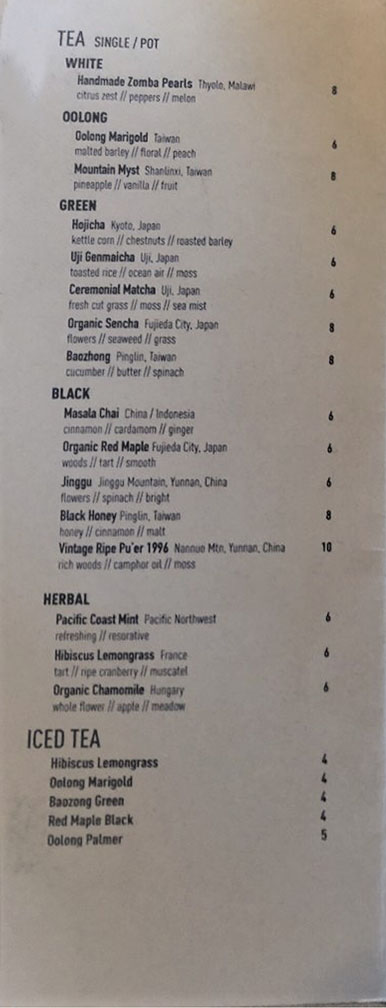 TEA SINGLE / POT
WHITE
Handmade Zomba Pearls Thyolo, Malawi 8
citrus zest // peppers // melon
OOLONG
Oolong Marigold Taiwan 6
malted barley // floral // peach
Mountain Myst Shanlinxi, Taiwan 8
pineapple // vanilla // fruit
GREEN
Hojicha Kyoto, Japan 6
kettle corn // chestnuts // roasted barley
Uji Genmaicha Uji, Japan 6
toasted rice // ocean air // moss
Ceremonial Matcha Uji, Japan 6
fresh cut grass // moss // sea mist
Organic Sencha Fujieda City, Japan 8
flowers // seaweed // grass
Baozhong Pinglin, Taiwan 8
cucumber // butter // spinach
BLACK
Masala Chai China / Indonesia 6
cinnamon // cardamom // ginger
Organic Red Maple Fujieda City, Japan 6
woods // tart // smooth
Jinggu Jinggu Mountain, Yunnan, China 6
flowers // spinach // bright
Black Honey Pinglin, Taiwan 8
honey // cinnamon // malt
Vintage Ripe Pu'er 1996 Nannuo Mtn, Yunnan, China 10
rich woods // camphor oil // moss
HERBAL
Pacific Coast Mint Pacific Northwest 6
refreshing // resorative
Hibiscus Lemongrass France 6
tart // ripe cranberry // muscatel
Organic Chamomile Hungary 6
whole flower // apple // meadow
ICED TEA
Hibiscus Lemongrass 4
Oolong Marigold 4
Baozong Green 4
Red Maple Black 4
Oolong Palmer 5